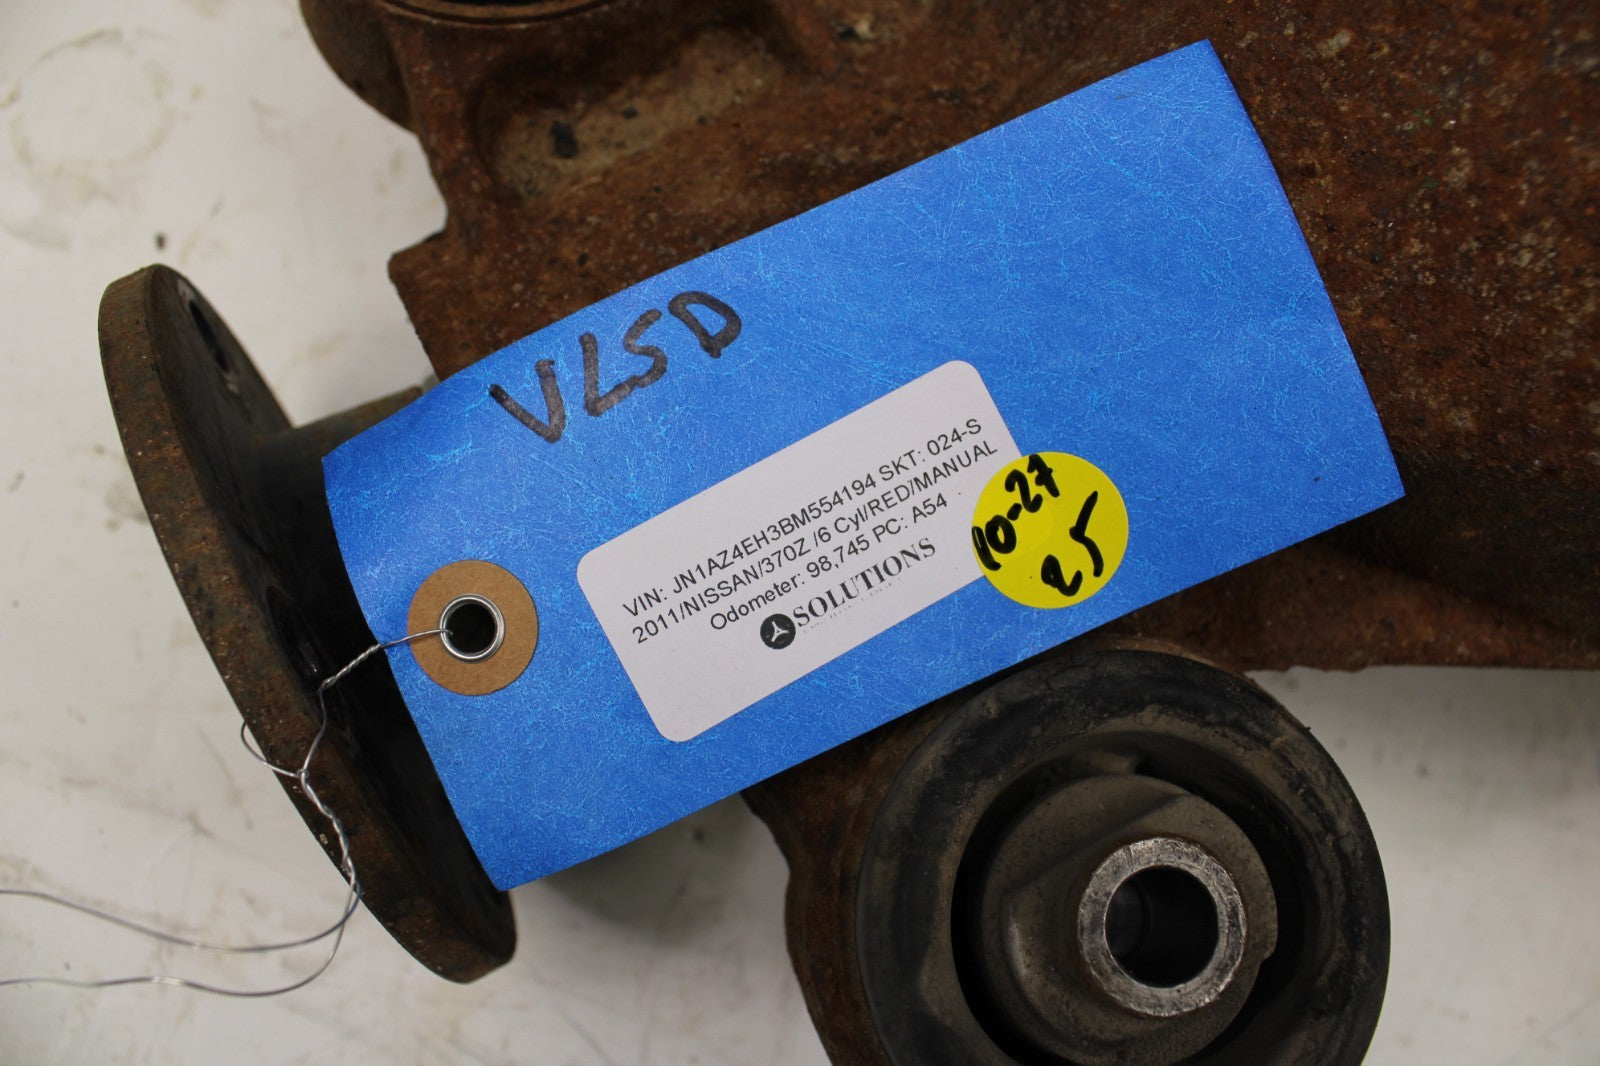 VLSD
VIN: JN1AZ4EH3BM554194 SKT: 024-S
2011/NISSAN/370Z /6 Cyl/RED/MANUAL
Odometer: 98,745 PC: A54
SOLUTIONS
10-27
25